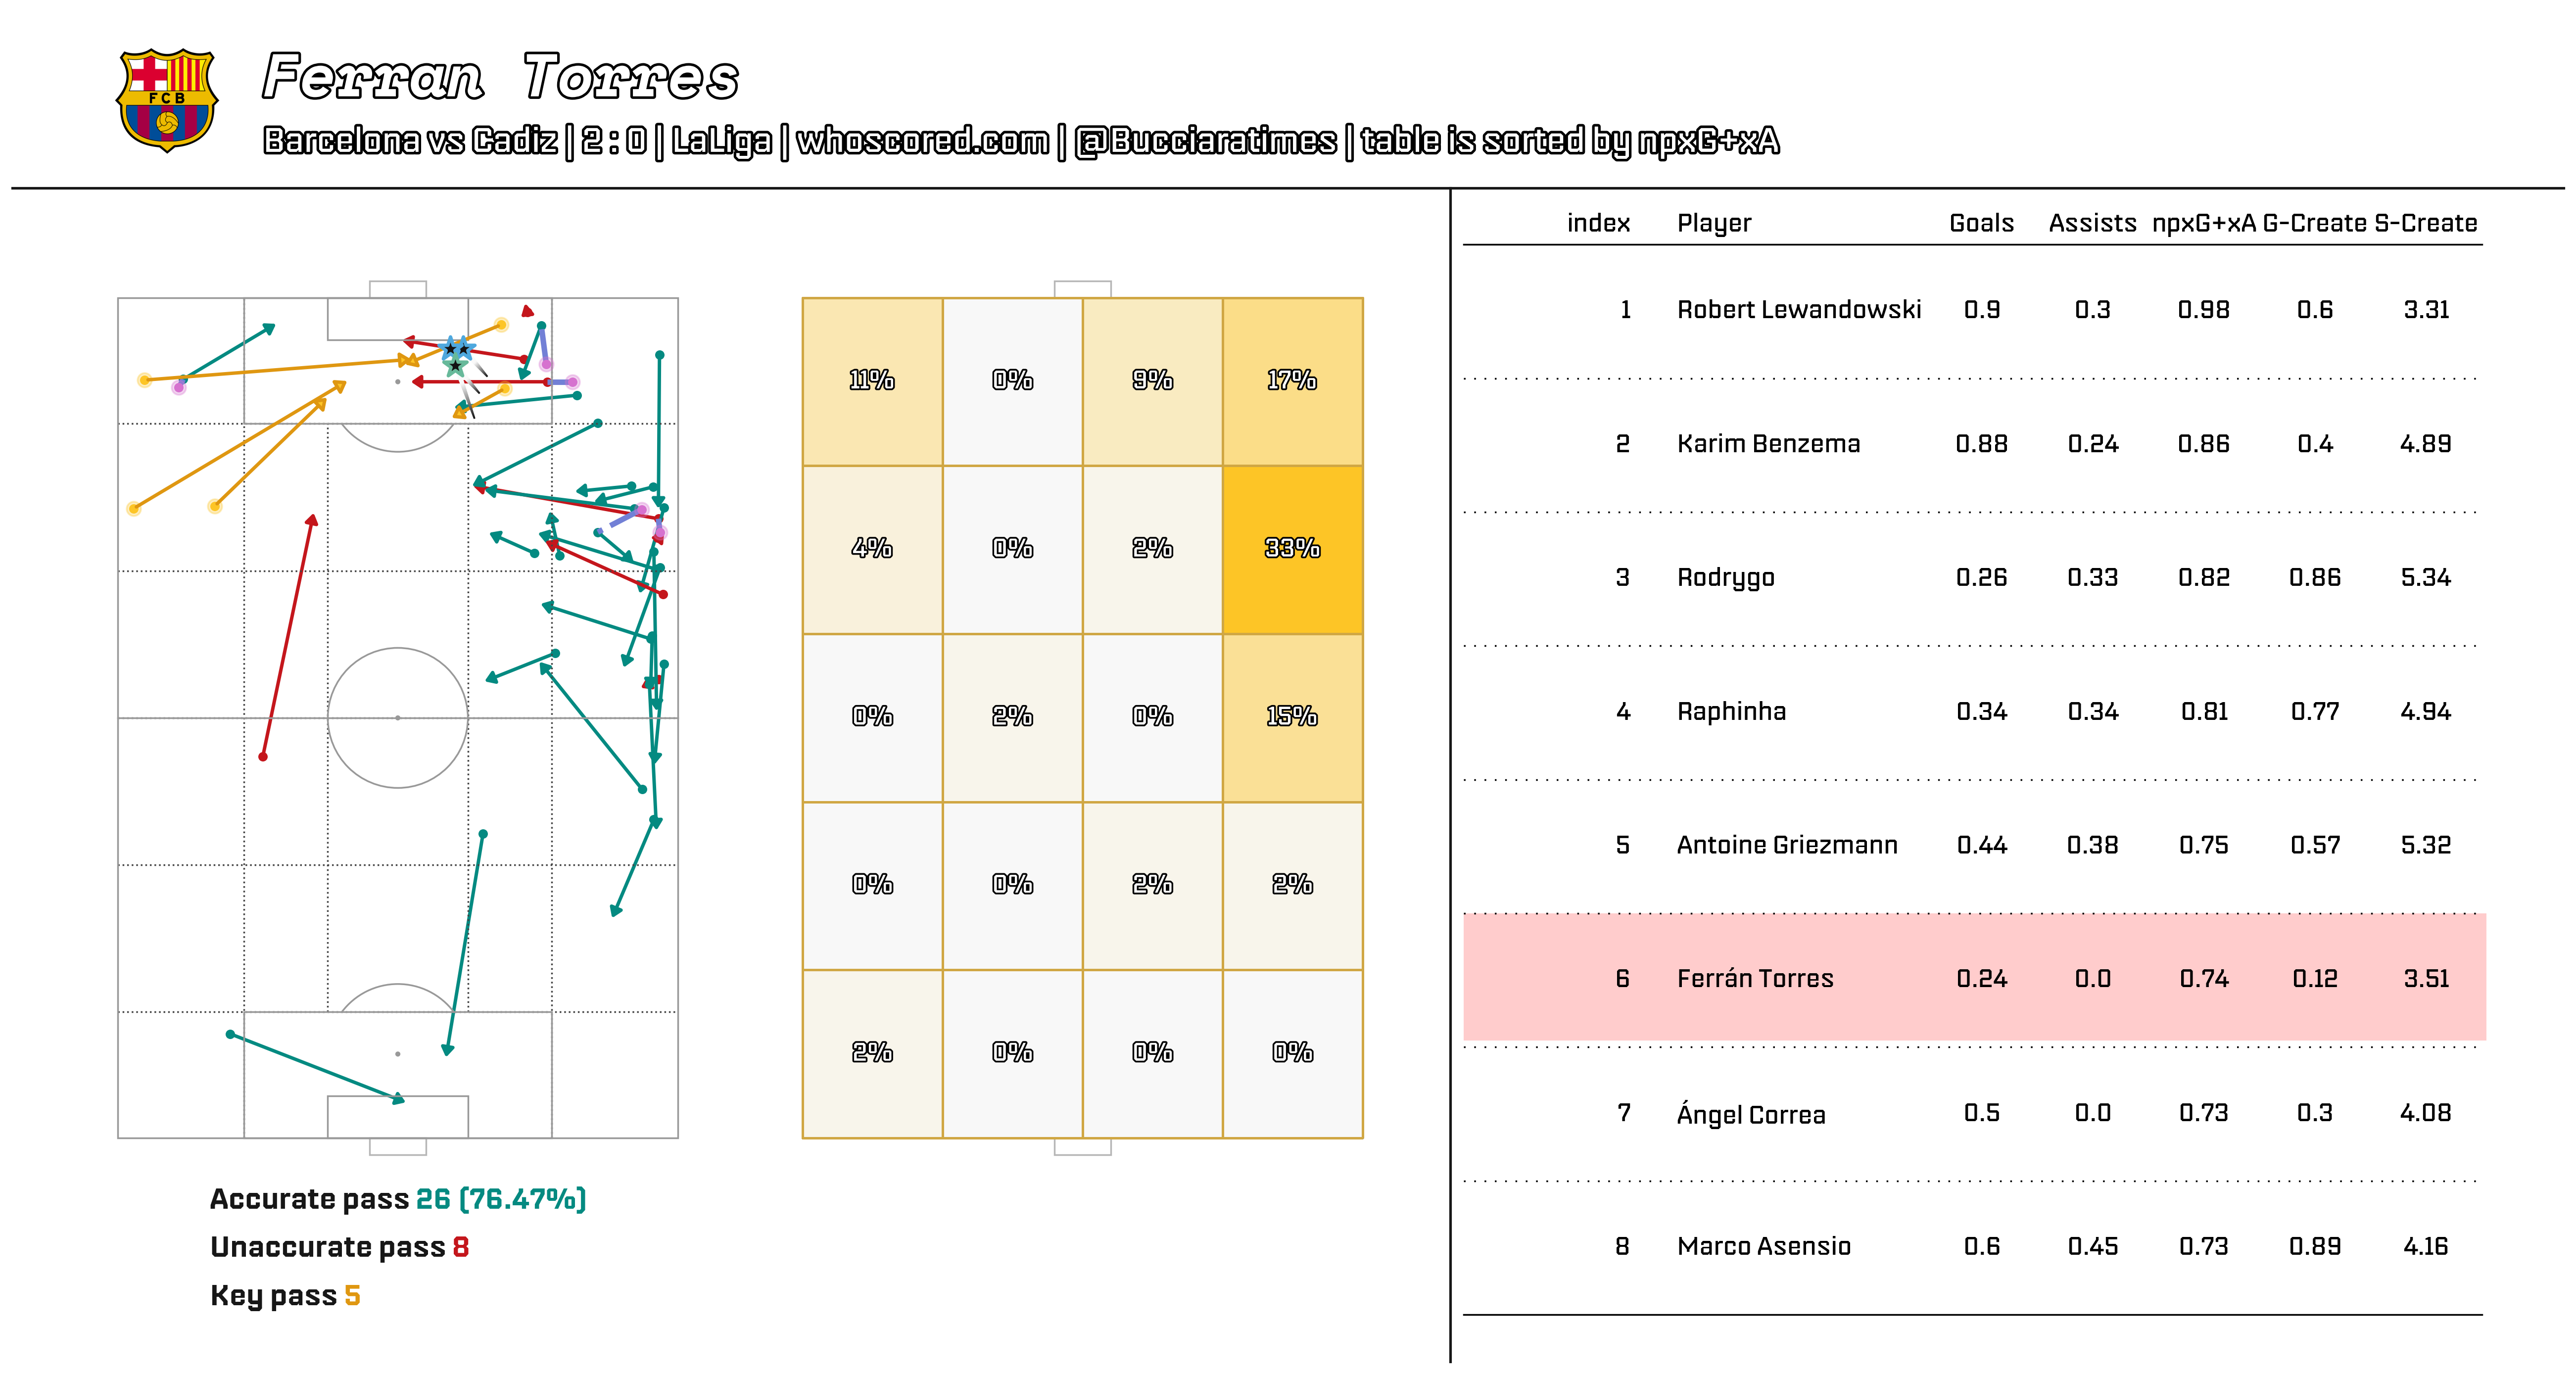 FCB
Ferran Torres
Barcelona vs Cadiz | 2 : 0 | LaLiga | whoscored.com | @Bucciaratimes | table is sorted by npxG+xA
11% 0% 9% 17%
4% 0% 2% 33%
0% 2% 0% 15%
0% 0% 2% 2%
2% 0% 0% 0%
Accurate pass 26 (76.47%)
Unaccurate pass 8
Key pass 5
index Player Goals Assists npxG+xA G-Create S-Create
1 Robert Lewandowski 0.9 0.3 0.98 0.6 3.31
2 Karim Benzema 0.88 0.24 0.86 0.4 4.89
3 Rodrygo 0.26 0.33 0.82 0.86 5.34
4 Raphinha 0.34 0.34 0.81 0.77 4.94
5 Antoine Griezmann 0.44 0.38 0.75 0.57 5.32
6 Ferrán Torres 0.24 0.0 0.74 0.12 3.51
7 Ángel Correa 0.5 0.0 0.73 0.3 4.08
8 Marco Asensio 0.6 0.45 0.73 0.89 4.16